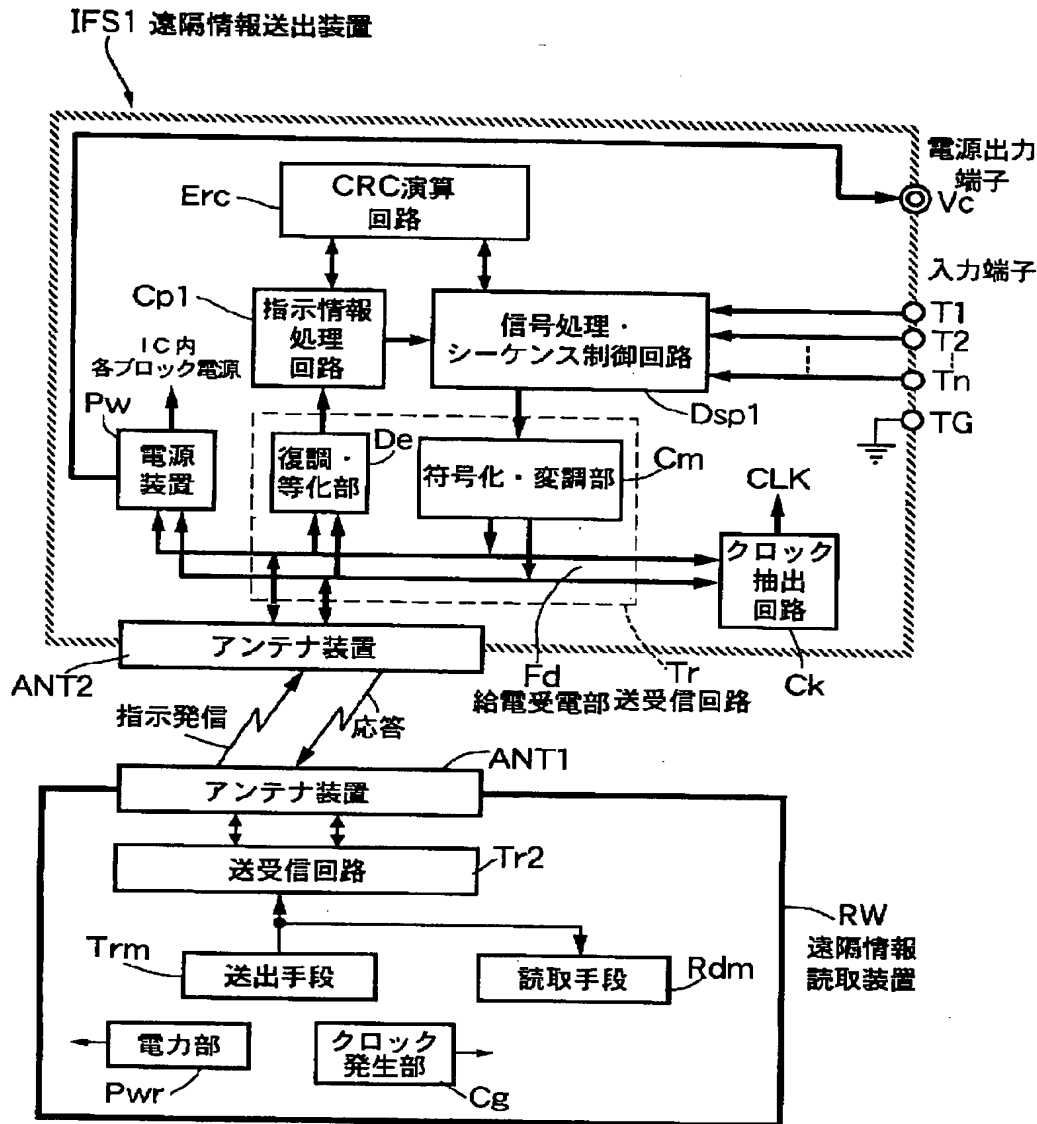 IFS1 遠隔情報送出装置
電源出力
端子
Vc
CRC演算
回路
Erc
入力端子
Cp1
指示情報
処理
回路
信号処理・
シーケンス制御回路
T1
T2
Tn
TG
IC内
各ブロック電源
Pw
電源
装置
復調・
等化部
De
符号化・変調部
Cm
Dsp1
CLK
クロック
抽出
回路
アンテナ装置
ANT2
Fd
給電受電部
Tr
送受信回路
Ck
指示発信
応答
ANT1
アンテナ装置
送受信回路
Tr2
RW
遠隔情報
読取装置
Trm
送出手段
読取手段
Rdm
電力部
Pwr
クロック
発生部
Cg